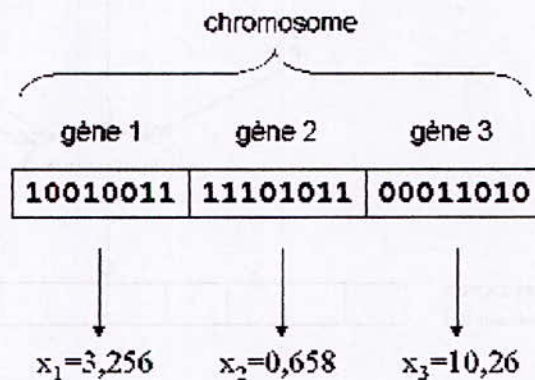 chromosome
gène 1 gène 2 gène 3
10010011 11101011 00011010
x₁=3,256 x₂=0,658 x₃=10,26